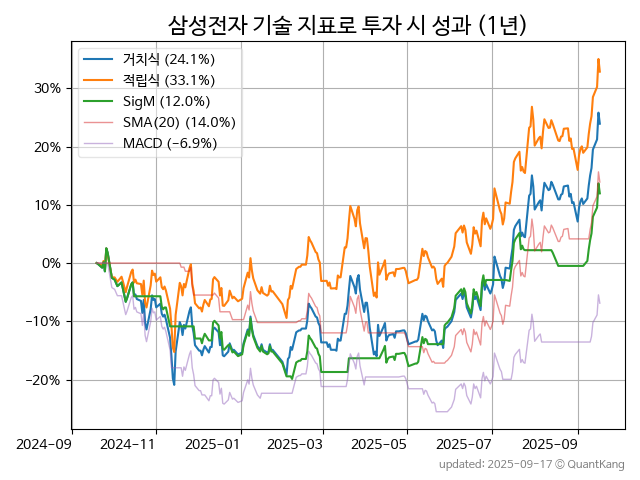 삼성전자 기술 지표로 투자 시 성과 (1년)
거치식 (24.1%)
적립식 (33.1%)
SigM (12.0%)
SMA(20) (14.0%)
MACD (−6.9%)
30%
20%
10%
0%
−10%
−20%
2024-09 2024-11 2025-01 2025-03 2025-05 2025-07 2025-09
updated: 2025-09-17 © QuantKang